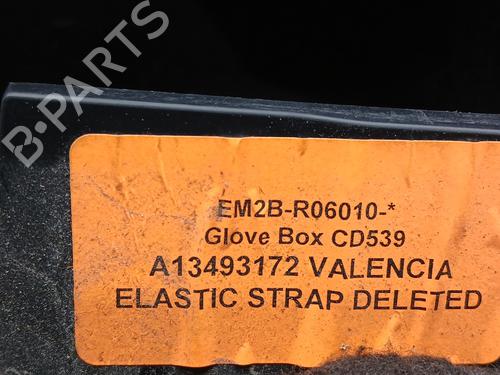 B-PARTS
EM2B-R06010-*
Glove Box CD539
A13493172 VALENCIA
ELASTIC STRAP DELETED